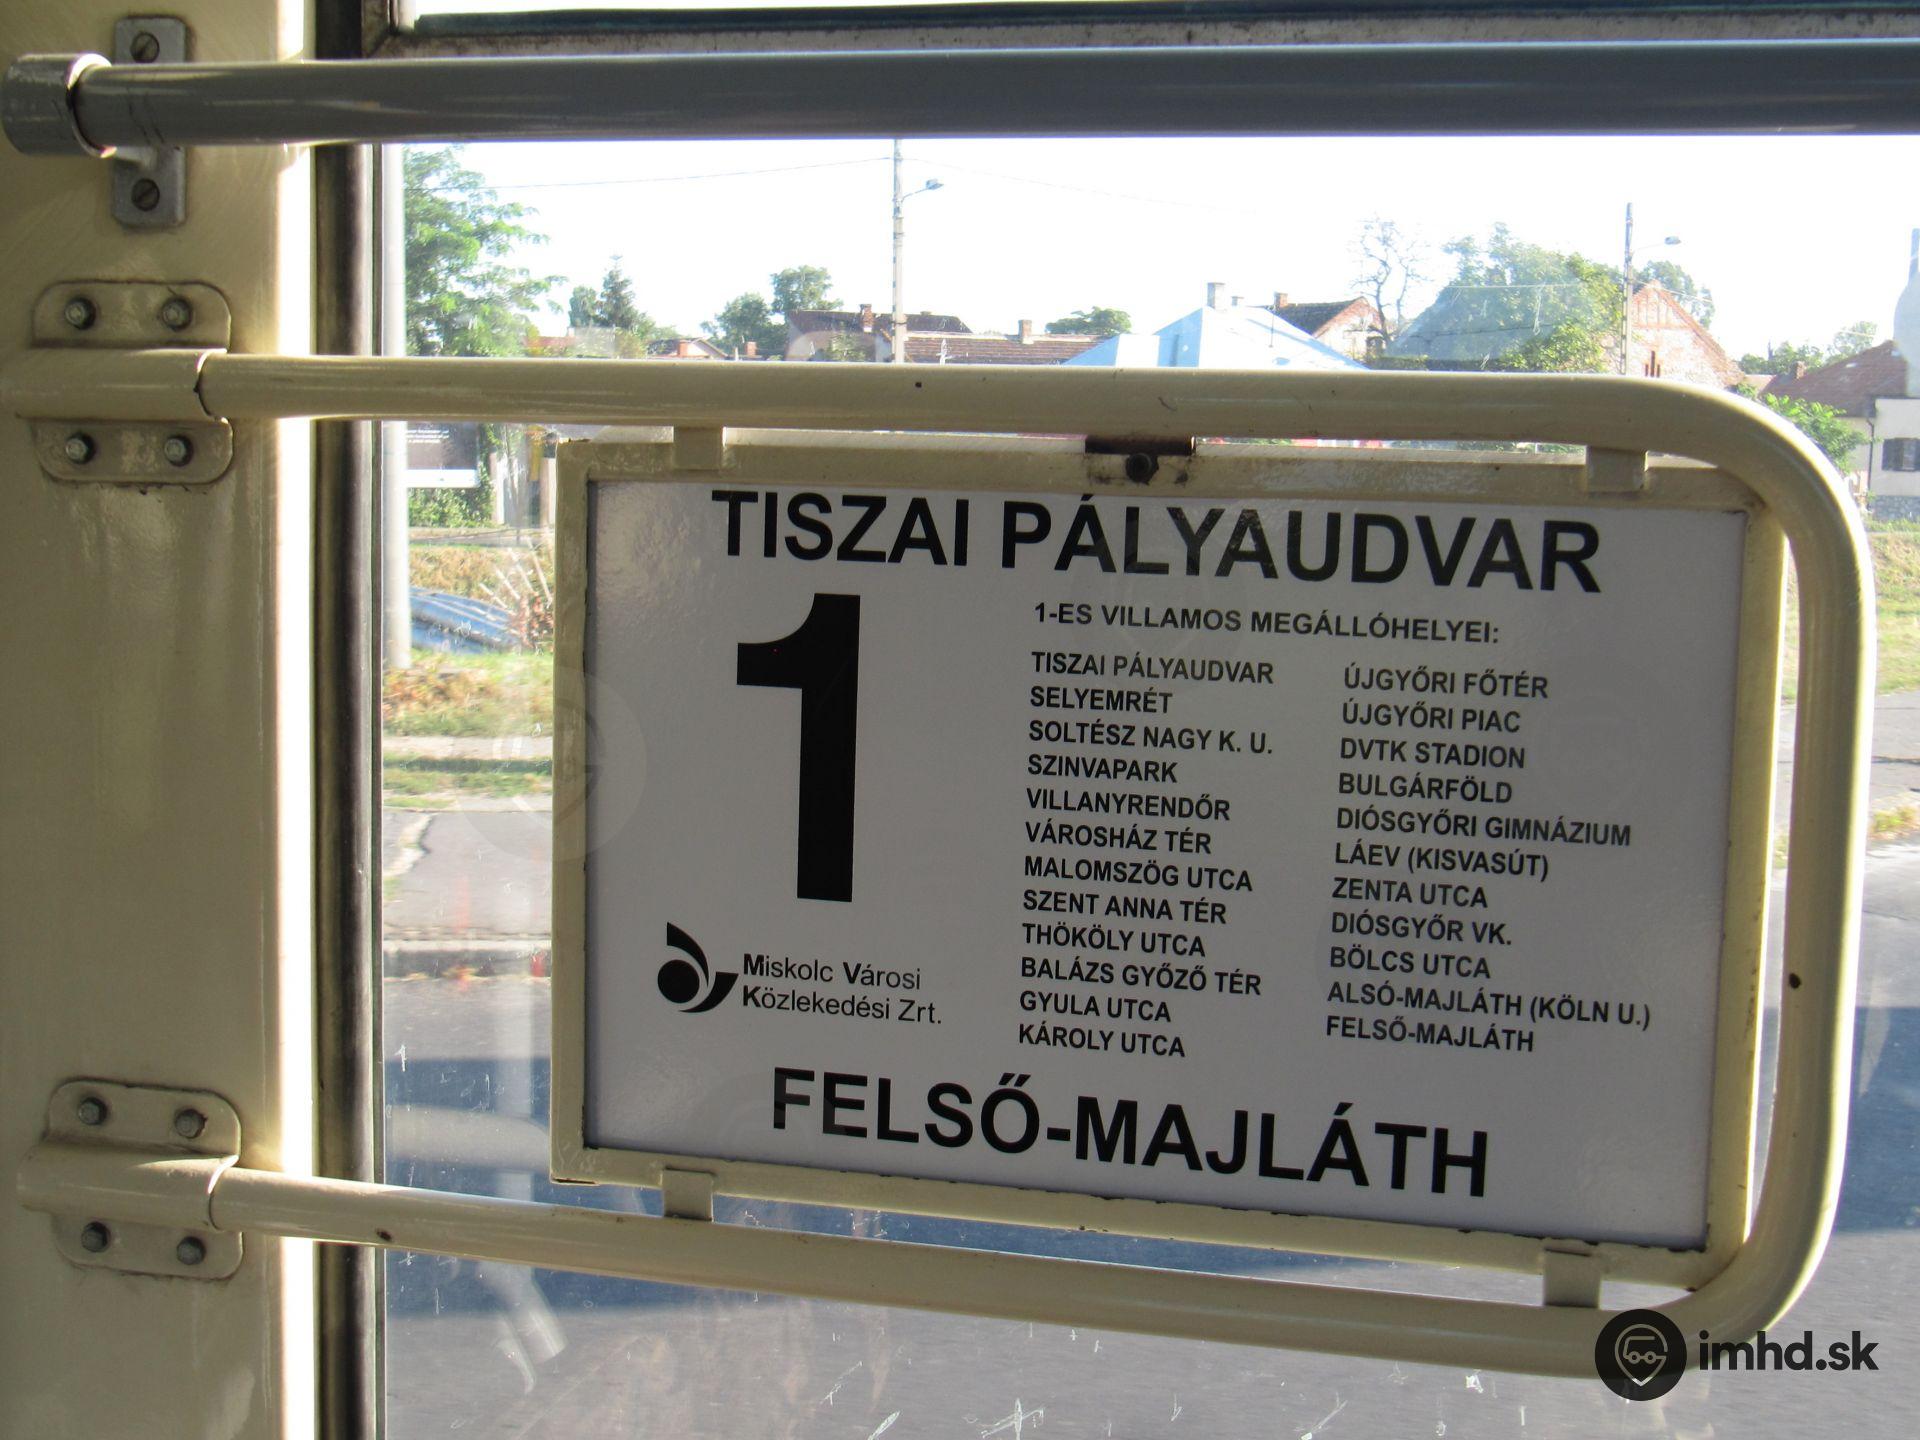 TISZAI PÁLYAUDVAR
1
1-ES VILLAMOS MEGÁLLÓHELYEI:
TISZAI PÁLYAUDVAR
SELYEMRÉT
SOLTÉSZ NAGY K. U.
SZINVAPARK
VILLANYRENDŐR
VÁROSHÁZ TÉR
MALOMSZÖG UTCA
SZENT ANNA TÉR
THÖKÖLY UTCA
BALÁZS GYŐZŐ TÉR
GYULA UTCA
KÁROLY UTCA
ÚJGYŐRI FŐTÉR
ÚJGYŐRI PIAC
DVTK STADION
BULGÁRFÖLD
DIÓSGYŐRI GIMNÁZIUM
LÁEV (KISVASÚT)
ZENTA UTCA
DIÓSGYŐR VK.
BÖLCS UTCA
ALSÓ-MAJLÁTH (KÖLN U.)
FELSŐ-MAJLÁTH
Miskolc Városi
Közlekedési Zrt.
FELSŐ-MAJLÁTH
imhd.sk